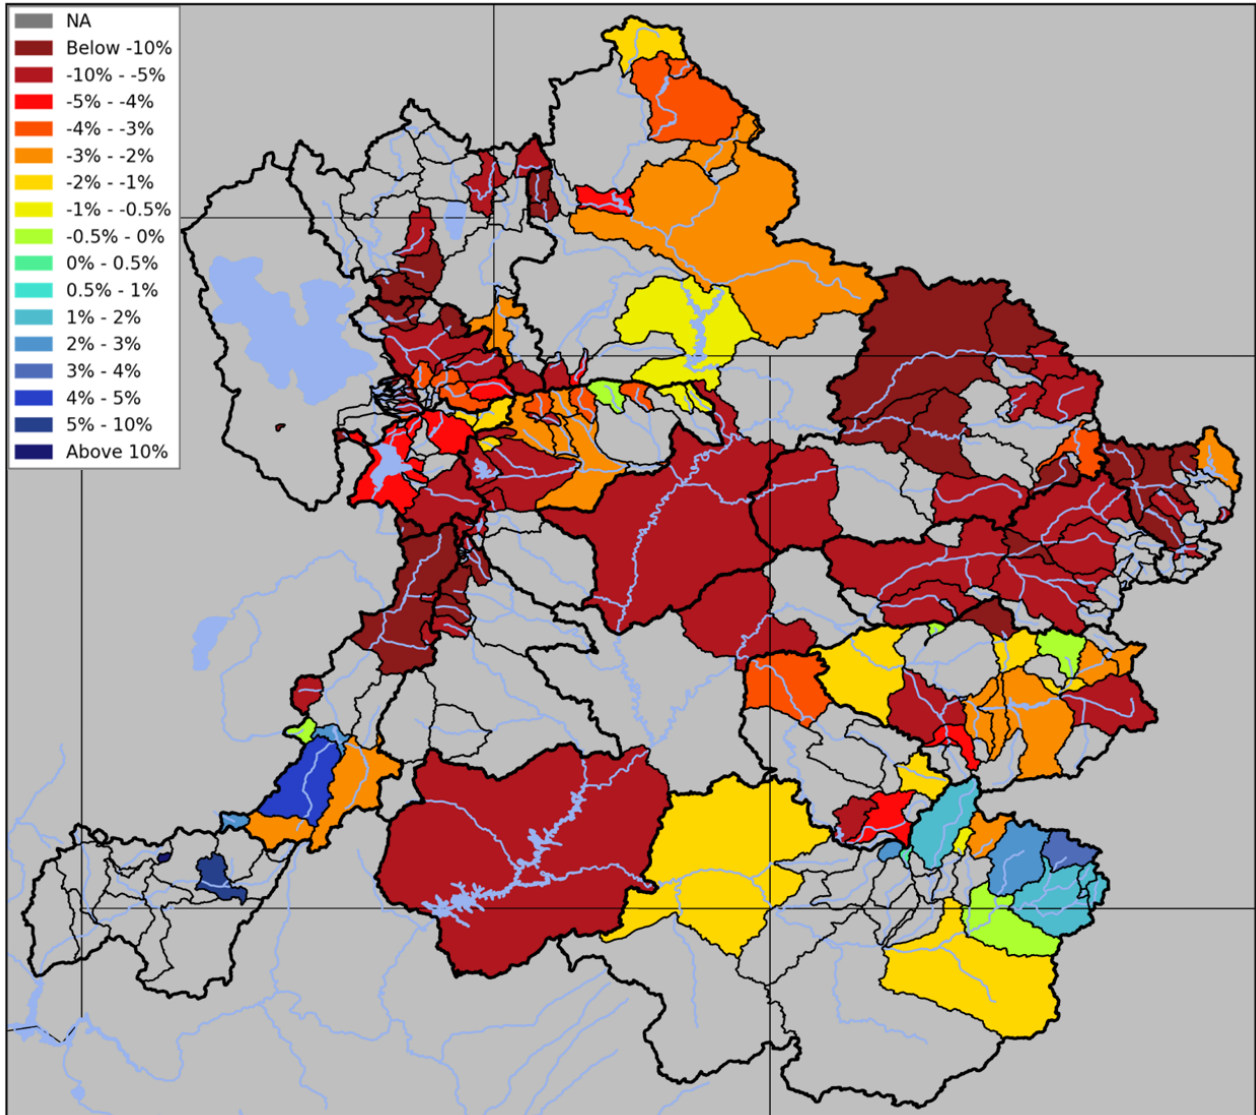 NA
Below -10%
-10% - -5%
-5% - -4%
-4% - -3%
-3% - -2%
-2% - -1%
-1% - -0.5%
-0.5% - 0%
0% - 0.5%
0.5% - 1%
1% - 2%
2% - 3%
3% - 4%
4% - 5%
5% - 10%
Above 10%